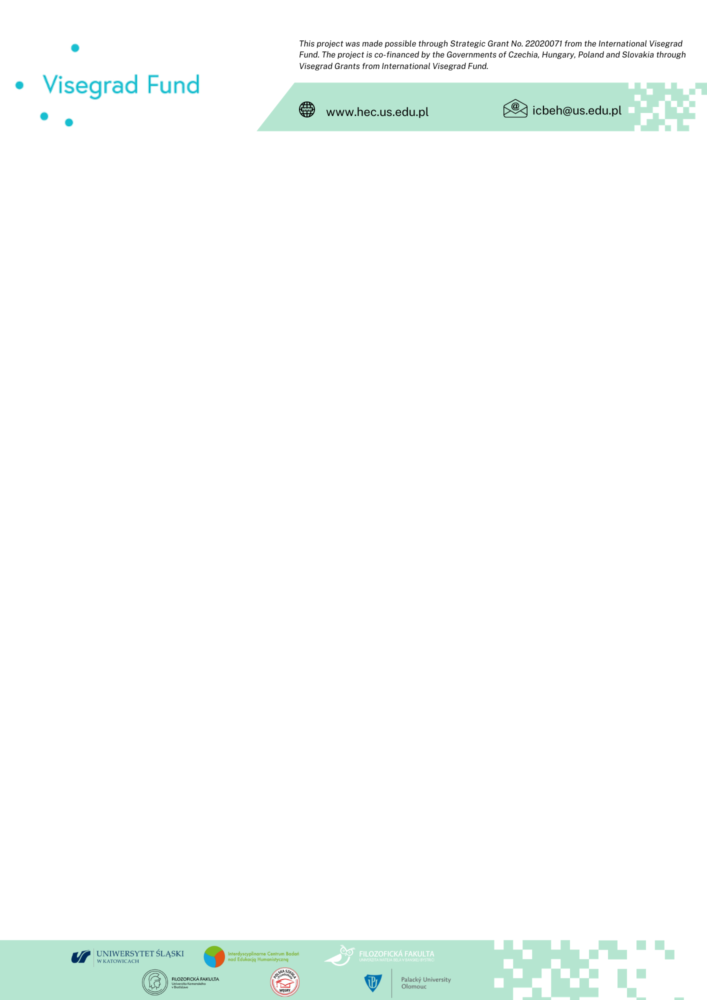 This project was made possible through Strategic Grant No. 22020071 from the International Visegrad
Fund. The project is co-financed by the Governments of Czechia, Hungary, Poland and Slovakia through
Visegrad Grants from International Visegrad Fund.
Visegrad Fund
www.hec.us.edu.pl
@ icbeh@us.edu.pl
UNIWERSYTET ŚLĄSKI
W KATOWICACH
Interdyscyplinarne Centrum Badań
nad Edukacją Humanistyczną
FILOZOFICKÁ FAKULTA
UNIVERZITA MATEJA BELA V BANSKEJ BYSTRICI
FILOZOFICKÁ FAKULTA
Univerzita Komenského
v Bratislave
POLSKA SZKOŁA
i Przedszkole
WĘGRY
Palacký University
Olomouc